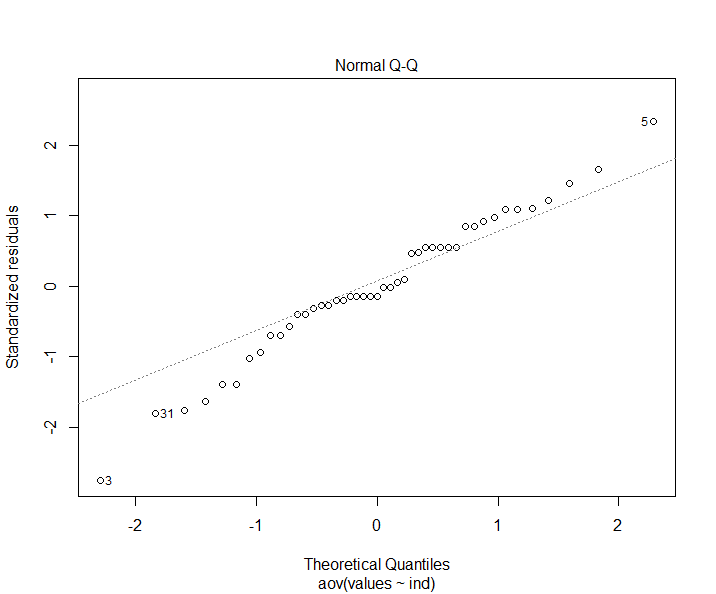 Normal Q-Q
5
2
1
0
-1
-2
31
3
Standardized residuals
-2 -1 0 1 2
Theoretical Quantiles
aov(values ~ ind)